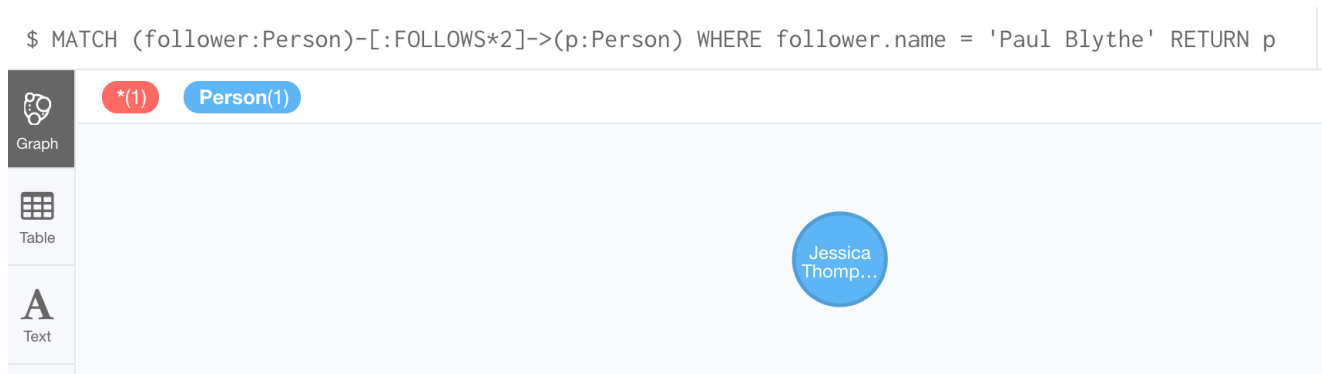 $ MATCH (follower:Person)-[:FOLLOWS*2]->(p:Person) WHERE follower.name = 'Paul Blythe' RETURN p
*(1) Person(1)
Graph
Table
Text
Jessica
Thomp...